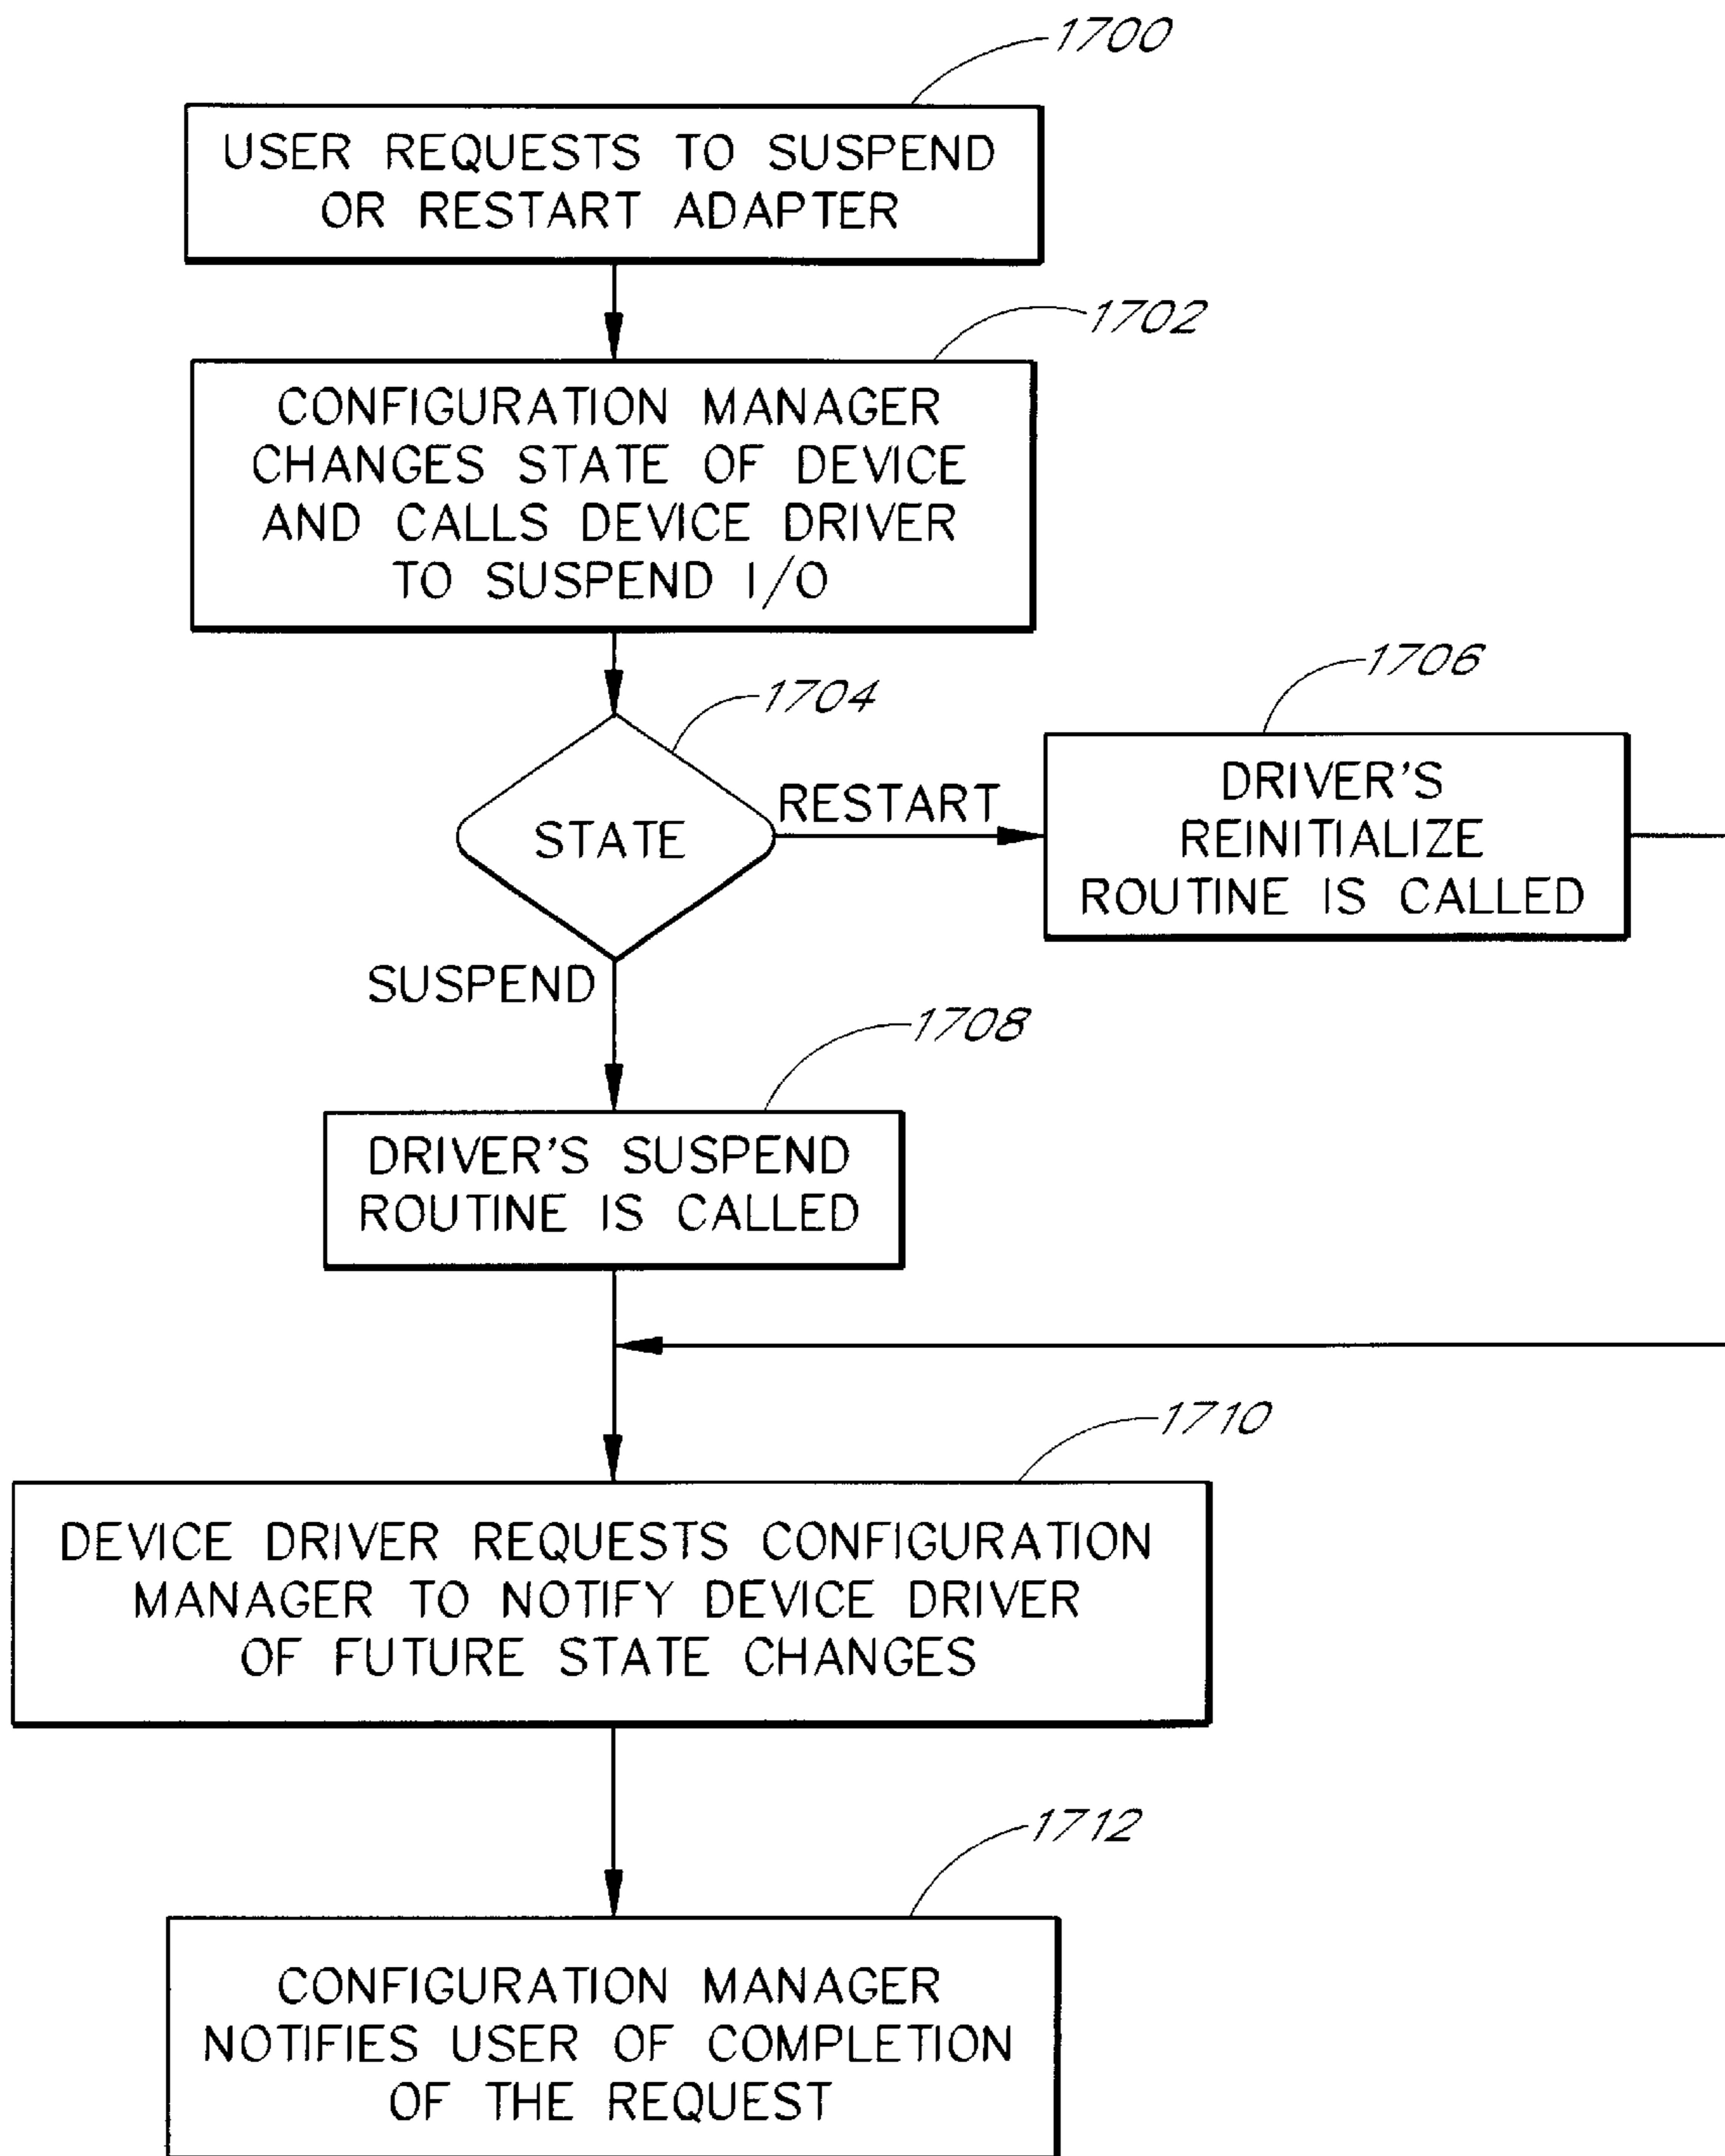 1700
USER REQUESTS TO SUSPEND
OR RESTART ADAPTER
1702
CONFIGURATION MANAGER
CHANGES STATE OF DEVICE
AND CALLS DEVICE DRIVER
TO SUSPEND I/O
1704
STATE
RESTART
1706
DRIVER'S
REINITIALIZE
ROUTINE IS CALLED
SUSPEND
1708
DRIVER'S SUSPEND
ROUTINE IS CALLED
1710
DEVICE DRIVER REQUESTS CONFIGURATION
MANAGER TO NOTIFY DEVICE DRIVER
OF FUTURE STATE CHANGES
1712
CONFIGURATION MANAGER
NOTIFIES USER OF COMPLETION
OF THE REQUEST